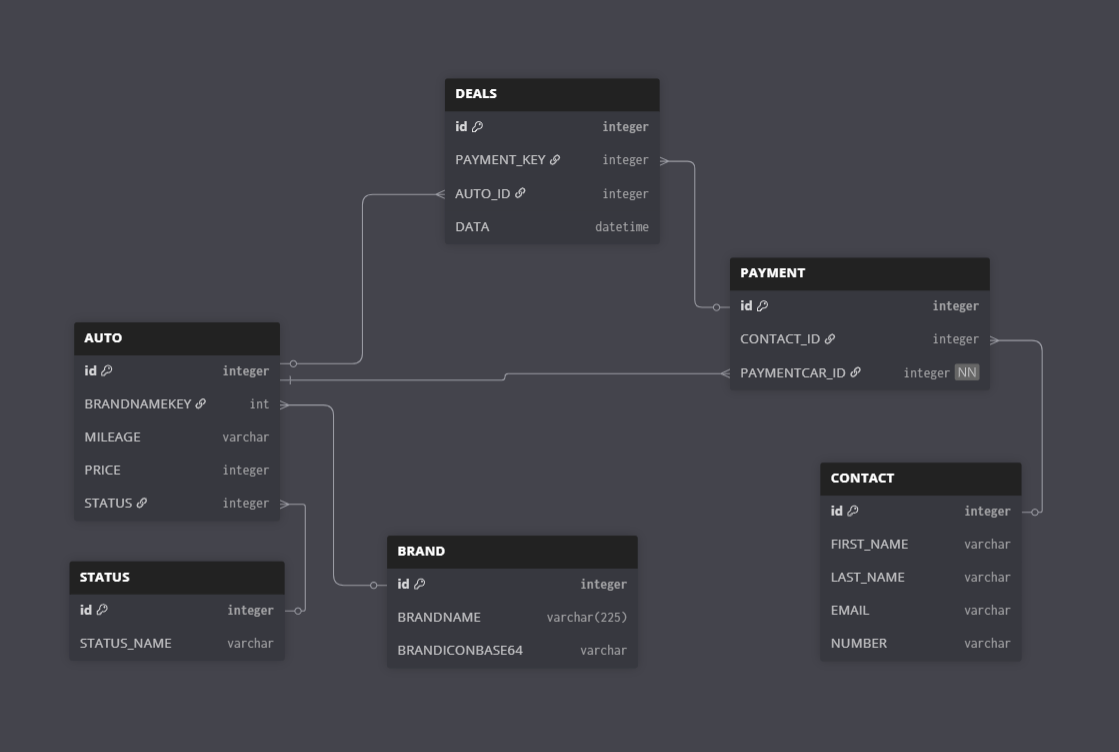 DEALS
id integer
PAYMENT_KEY integer
AUTO_ID integer
DATA datetime
PAYMENT
id integer
CONTACT_ID integer
PAYMENTCAR_ID integer NN
AUTO
id integer
BRANDNAMEKEY int
MILEAGE varchar
PRICE integer
STATUS integer
CONTACT
id integer
FIRST_NAME varchar
LAST_NAME varchar
EMAIL varchar
NUMBER varchar
BRAND
id integer
BRANDNAME varchar(225)
BRANDICONBASE64 varchar
STATUS
id integer
STATUS_NAME varchar